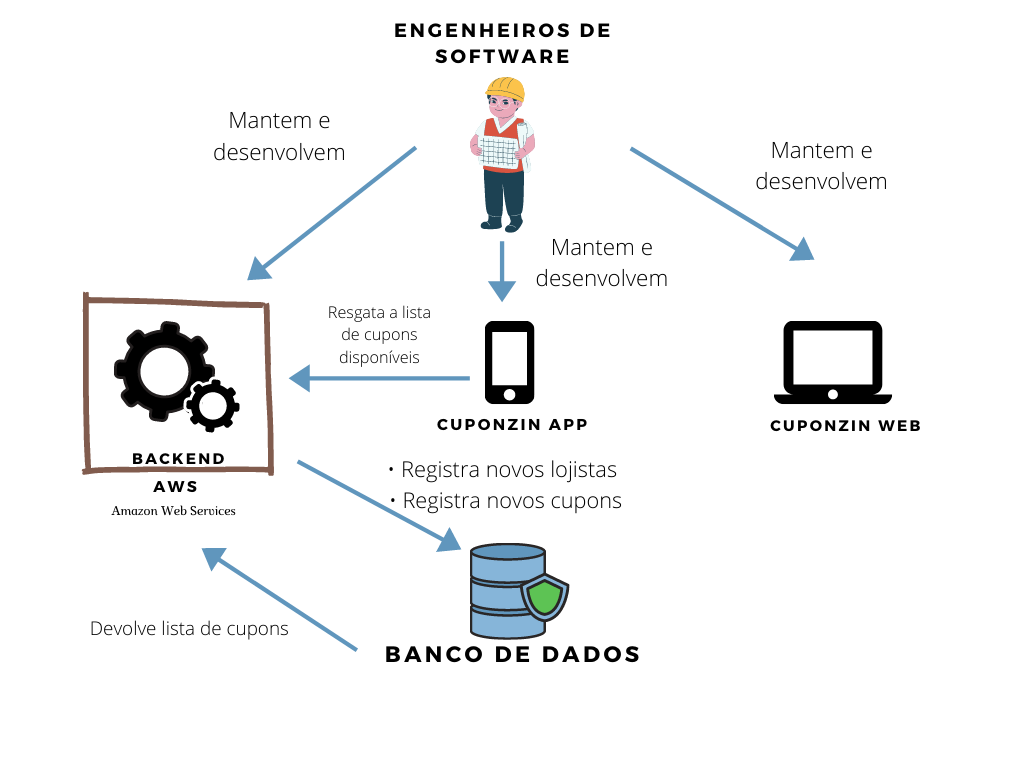 ENGENHEIROS DE
SOFTWARE
Mantem e
desenvolvem
Mantem e
desenvolvem
Mantem e
desenvolvem
Resgata a lista
de cupons
disponíveis
CUPONZIN APP
CUPONZIN WEB
BACKEND
AWS
Amazon Web Services
• Registra novos lojistas
• Registra novos cupons
Devolve lista de cupons
BANCO DE DADOS